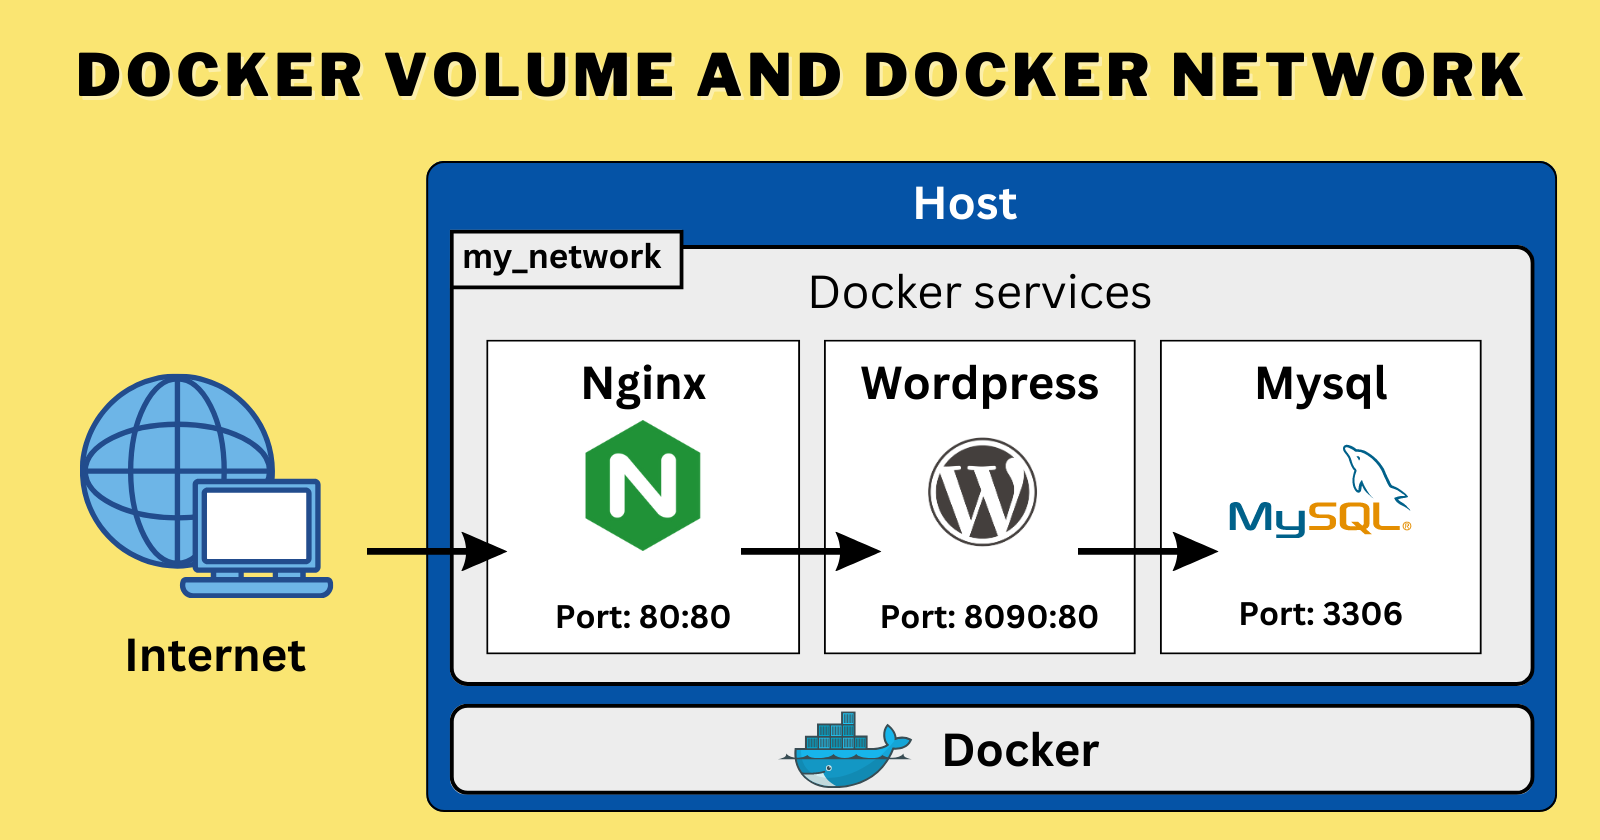 DOCKER VOLUME AND DOCKER NETWORK
Host
my_network
Docker services
Nginx
N
Port: 80:80
Wordpress
W
Port: 8090:80
Mysql
MySQL®
Port: 3306
Internet
Docker